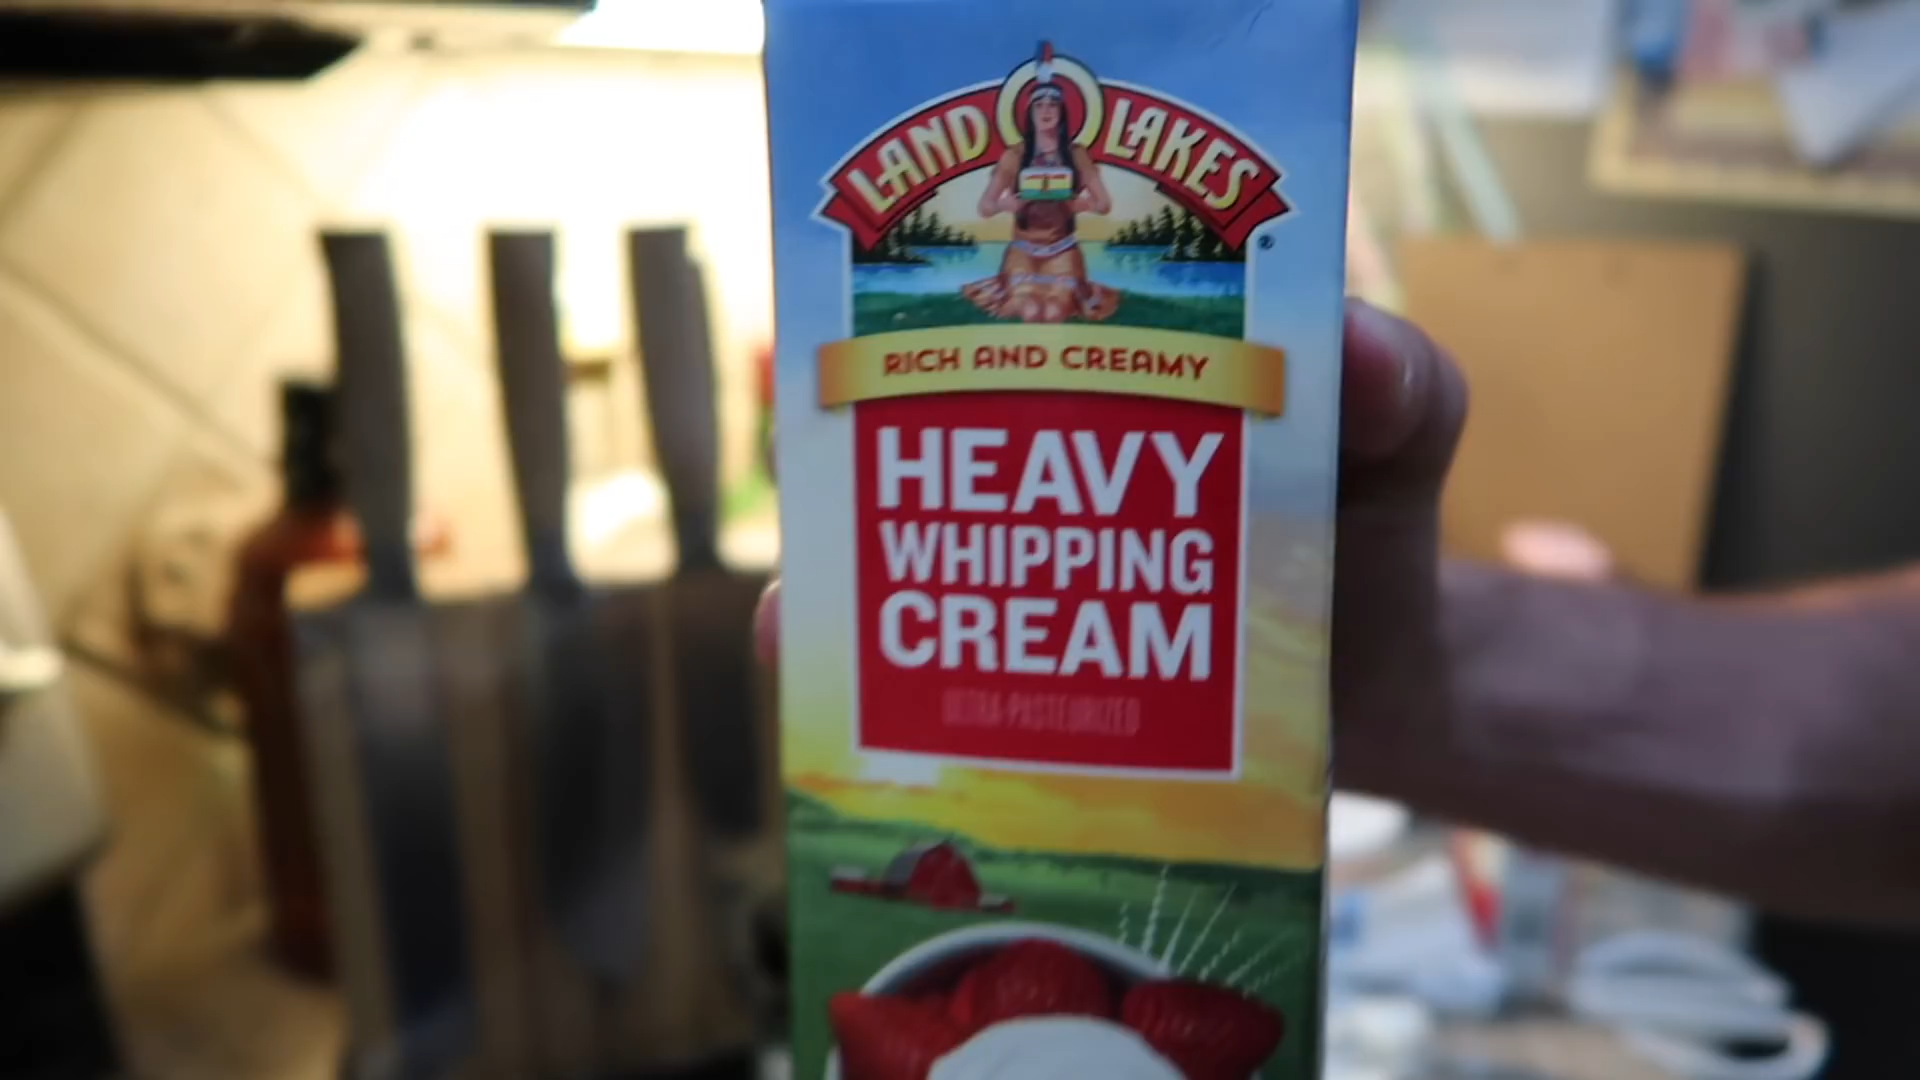 LAND O LAKES
®
RICH AND CREAMY
HEAVY
WHIPPING
CREAM
ULTRA-PASTEURIZED